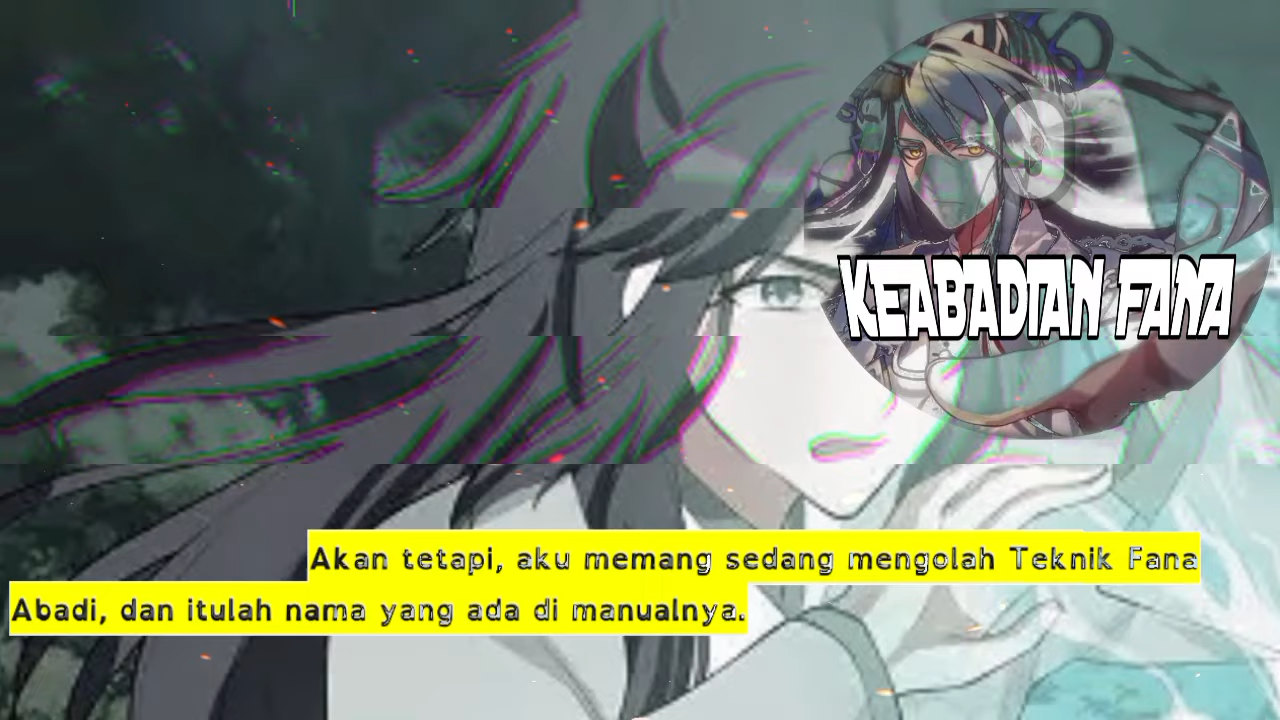 KEABADIAN FANA
Akan tetapi, aku memang sedang mengolah Teknik Fana
Abadi, dan itulah nama yang ada di manualnya.